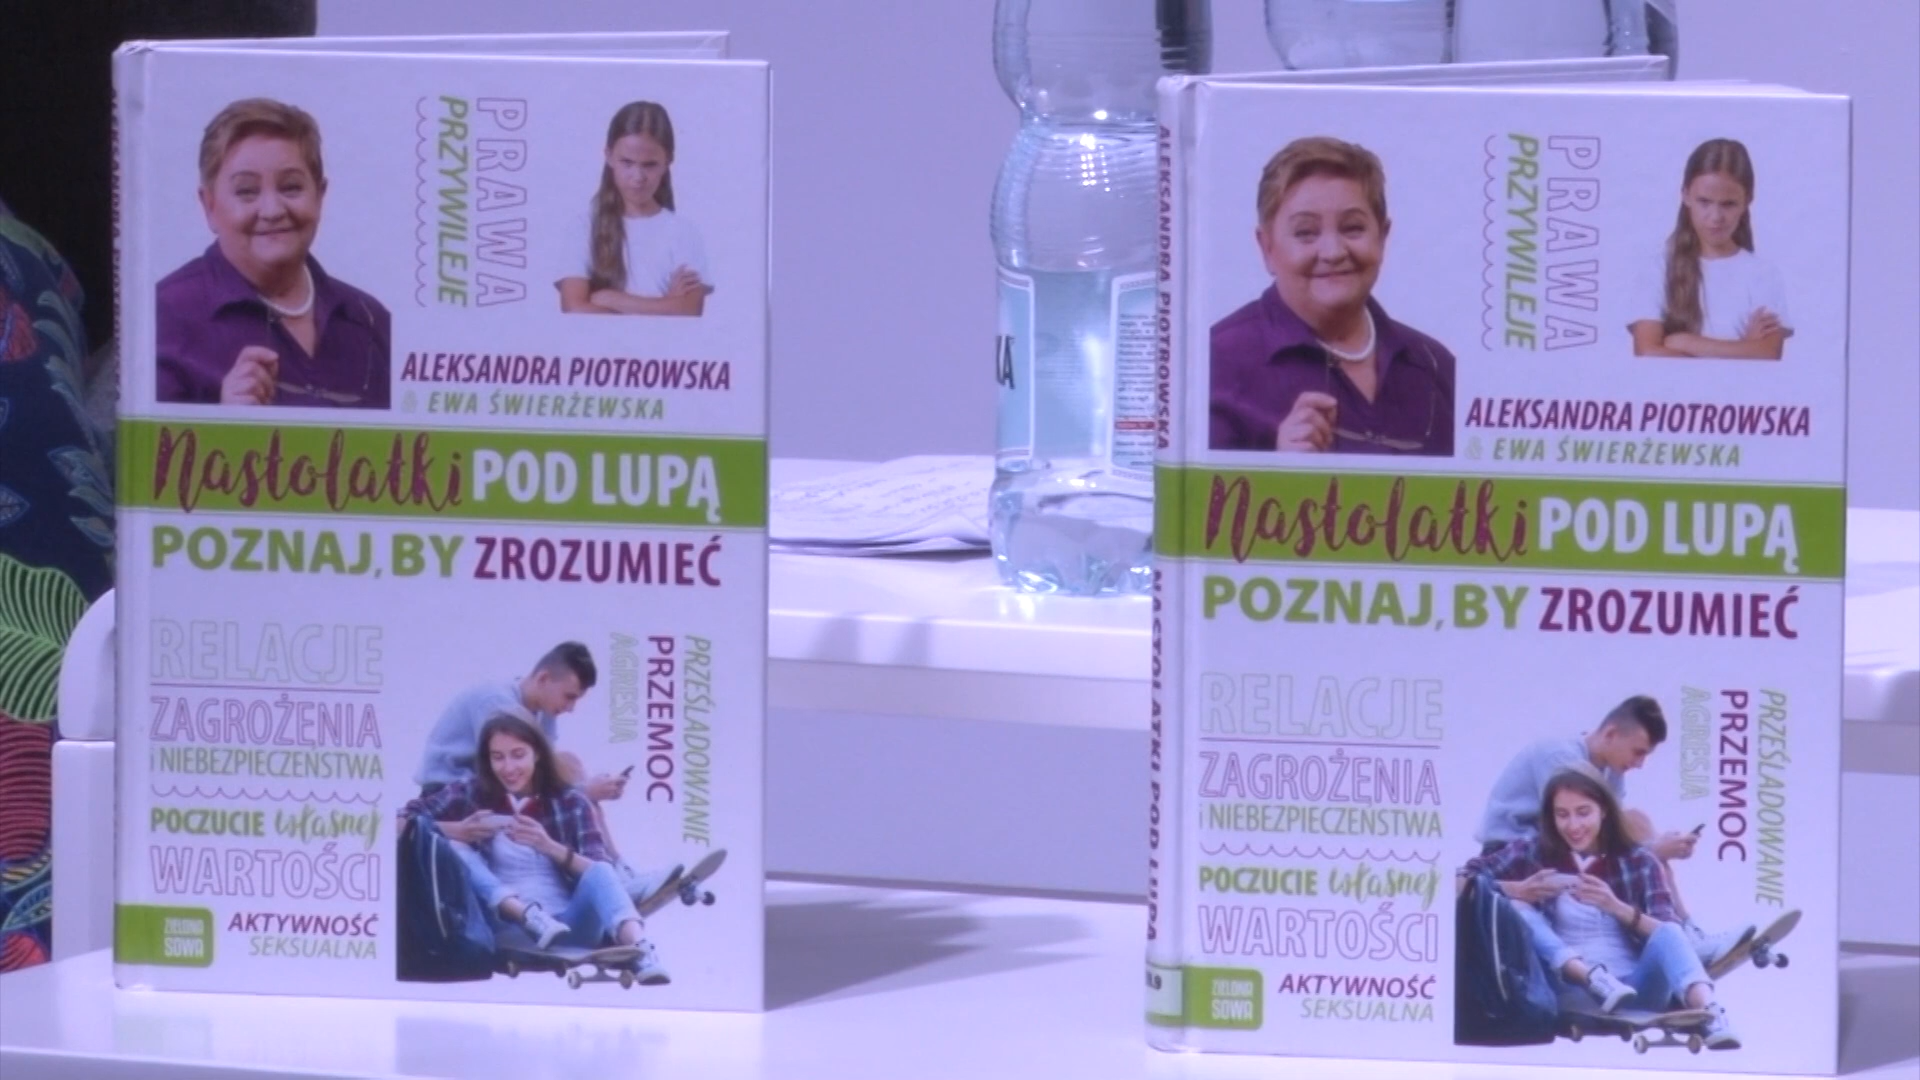 PRAWA
PRZYWILEJE
ALEKSANDRA PIOTROWSKA
& EWA ŚWIERŻEWSKA
Nastolatki POD LUPĄ
POZNAJ, BY ZROZUMIEĆ
RELACJE
ZAGROŻENIA
i NIEBEZPIECZEŃSTWA
POCZUCIE własnej
WARTOŚCI
AKTYWNOŚĆ
SEKSUALNA
PRZEŚLADOWANIE
PRZEMOC
AGRESJA
ZIELONA
SOWA
ALEKSANDRA PIOTROWSKA
NASTOLATKI POD LUPĄ
PRAWA
PRZYWILEJE
ALEKSANDRA PIOTROWSKA
& EWA ŚWIERŻEWSKA
Nastolatki POD LUPĄ
POZNAJ, BY ZROZUMIEĆ
RELACJE
ZAGROŻENIA
i NIEBEZPIECZEŃSTWA
POCZUCIE własnej
WARTOŚCI
AKTYWNOŚĆ
SEKSUALNA
PRZEŚLADOWANIE
PRZEMOC
AGRESJA
ZIELONA
SOWA